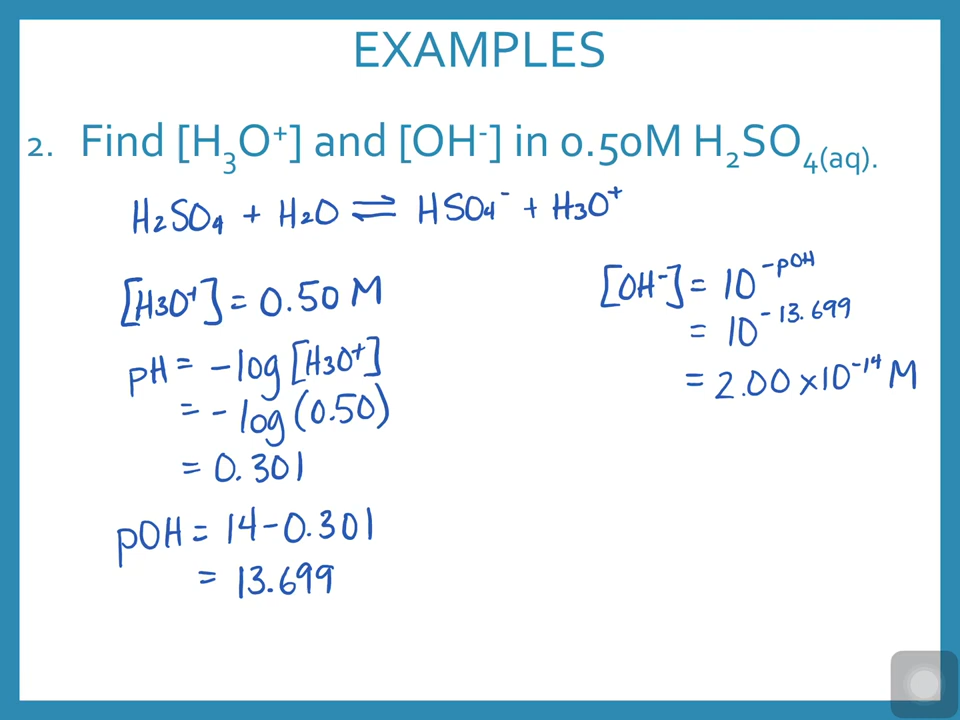 EXAMPLES
2. Find [H₃O⁺] and [OH⁻] in 0.50M H₂SO₄(aq).
H₂SO₄ + H₂O ⇌ HSO₄⁻ + H₃O⁺
[H₃O⁺] = 0.50 M
pH = -log [H₃O⁺]
= - log (0.50)
= 0.301
pOH = 14 - 0.301
= 13.699
[OH⁻] = 10^-pOH
= 10^-13.699
= 2.00 × 10⁻¹⁴ M